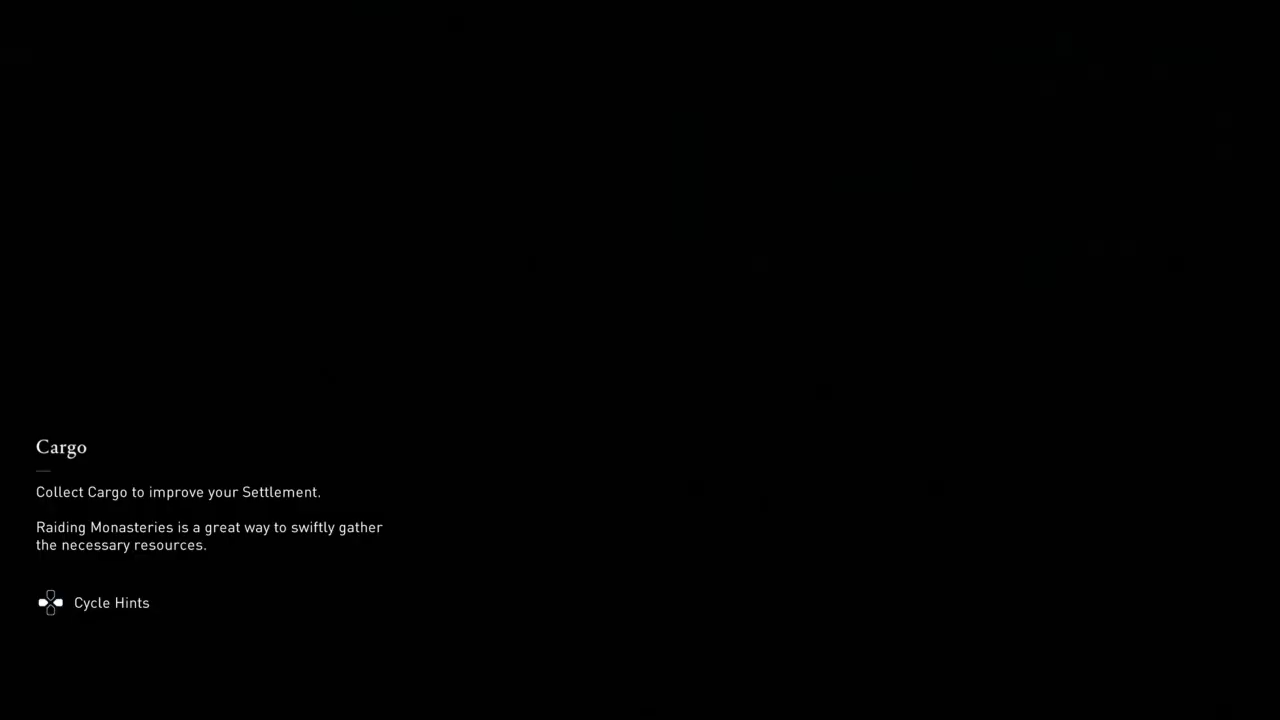 Cargo
Collect Cargo to improve your Settlement.
Raiding Monasteries is a great way to swiftly gather
the necessary resources.
Cycle Hints